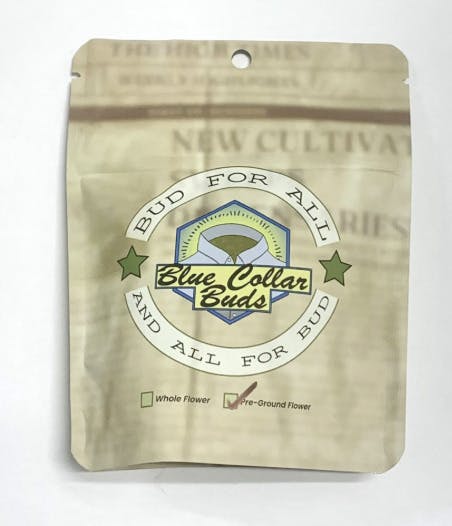 THE HIGH TIMES
NEW CULTIVAT
RIES
BUD FOR ALL
Blue Collar
Buds
AND ALL FOR BUD
Whole Flower
Pre-Ground Flower